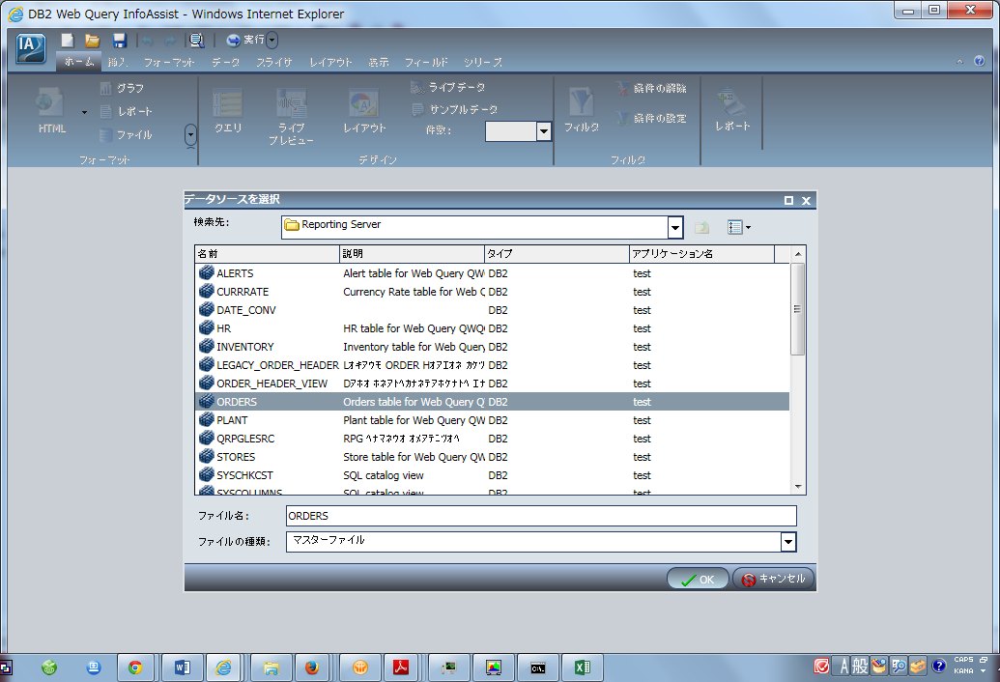 DB2 Web Query InfoAssist - Windows Internet Explorer
IA
実行
ホーム 挿入 フォーマット データ スライサ レイアウト 表示 フィールド シリーズ
HTML
グラフ
レポート
ファイル
フォーマット
クエリ
ライブ
プレビュー
レイアウト
ライブデータ
サンプルデータ
件数:
デザイン
フィルタ
条件の解除
条件の設定
フィルタ
レポート
データソースを選択
検索先:
Reporting Server
名前 説明 タイプ アプリケーション名
ALERTS Alert table for Web Query QW DB2 test
CURRRATE Currency Rate table for Web Q DB2 test
DATE_CONV DB2 test
HR HR table for Web Query QWQ DB2 test
INVENTORY Inventory table for Web Query DB2 test
LEGACY_ORDER_HEADER DB2 test
ORDER_HEADER_VIEW DB2 test
ORDERS Orders table for Web Query Q DB2 test
PLANT Plant table for Web Query QW DB2 test
QRPGLESRC RPG DB2 test
STORES Store table for Web Query QW DB2 test
SYSCHKCST SQL catalog view DB2 test
SYSCOLUMNS SQL catalog view DB2 test
ファイル名:
ORDERS
ファイルの種類:
マスターファイル
OK
キャンセル
A 般
CAPS
KANA